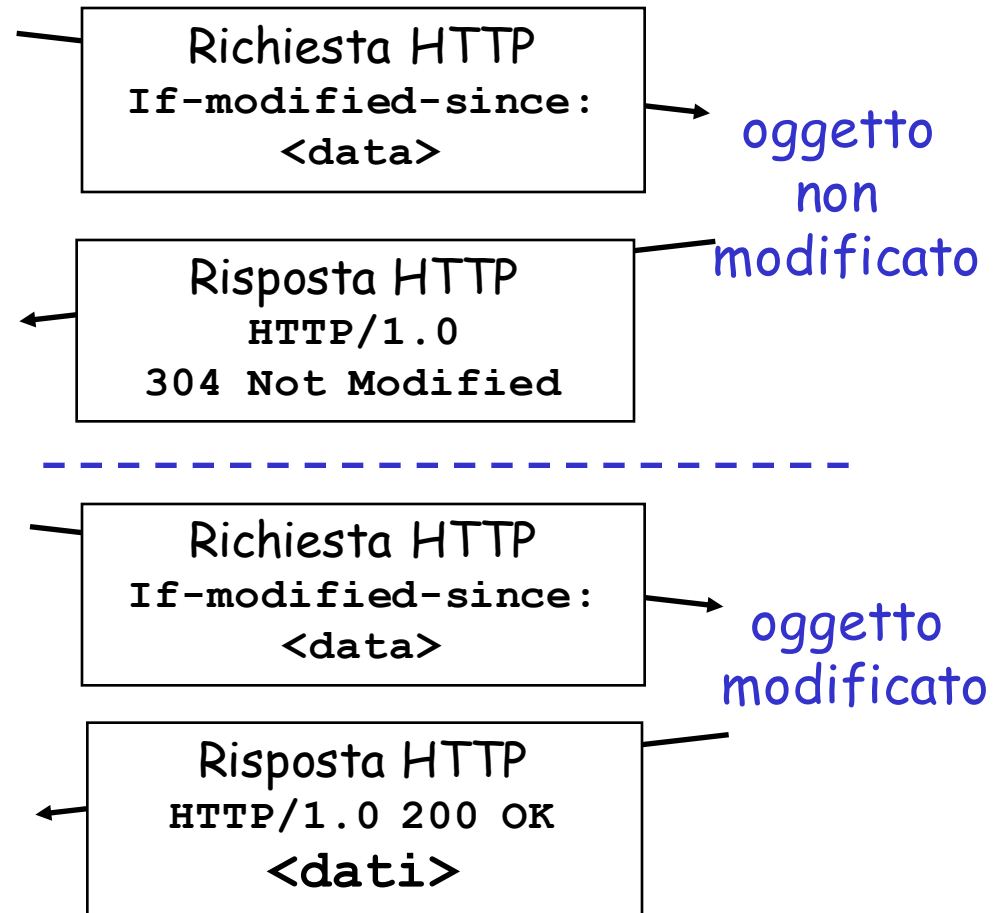 Richiesta HTTP
If-modified-since:
<data>
oggetto
non
modificato
Risposta HTTP
HTTP/1.0
304 Not Modified
Richiesta HTTP
If-modified-since:
<data>
oggetto
modificato
Risposta HTTP
HTTP/1.0 200 OK
<dati>